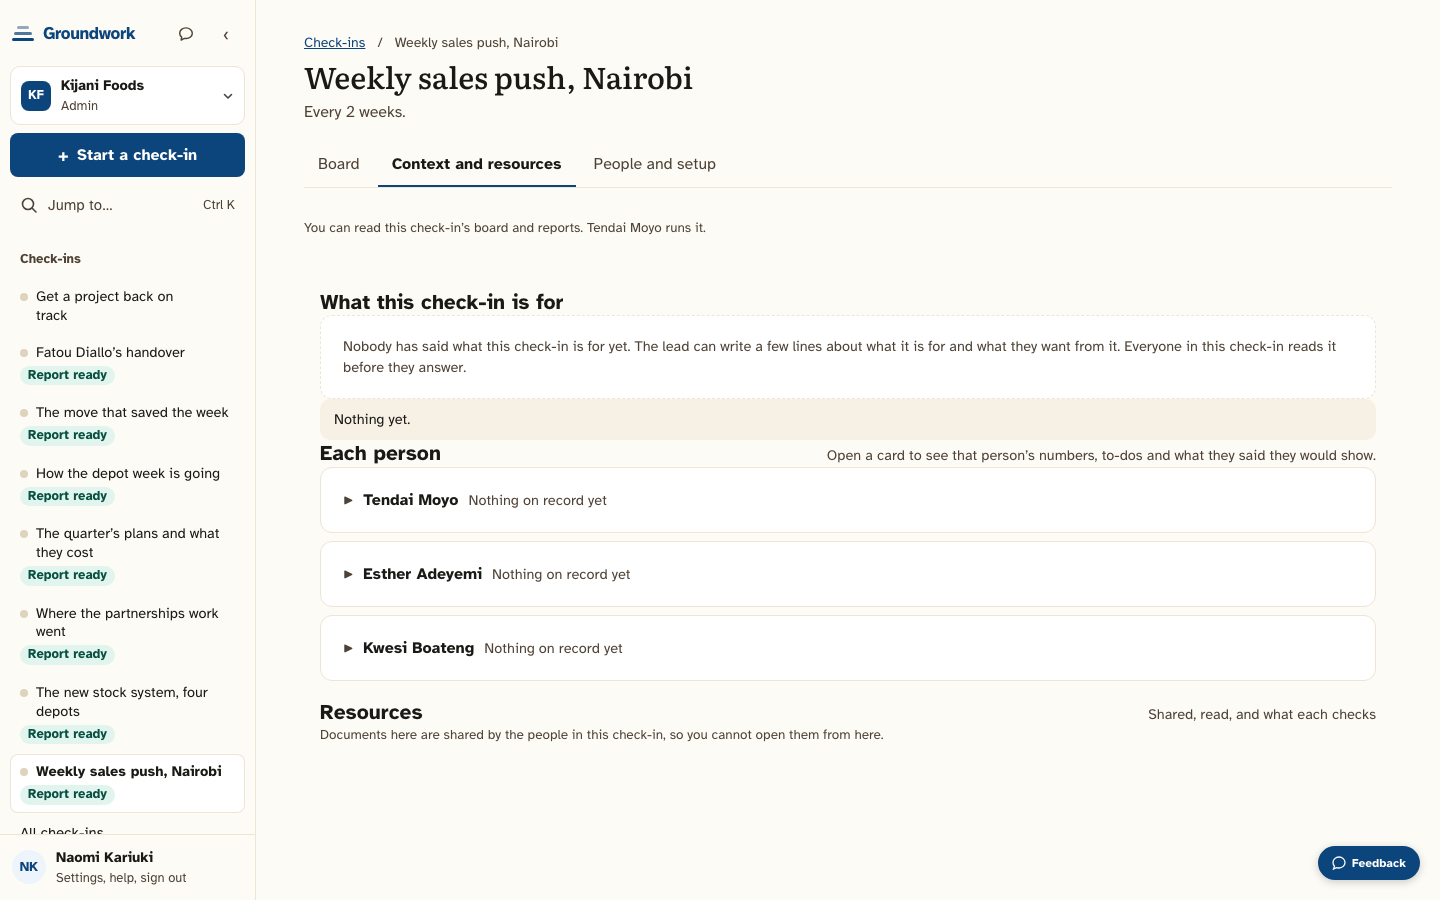 Groundwork
KF
Kijani Foods
Admin
+ Start a check-in
Jump to...
Ctrl K
Check-ins
Get a project back on
track
Fatou Diallo's handover
Report ready
The move that saved the week
Report ready
How the depot week is going
Report ready
The quarter's plans and what
they cost
Report ready
Where the partnerships work
went
Report ready
The new stock system, four
depots
Report ready
Weekly sales push, Nairobi
Report ready
All check-ins
NK
Naomi Kariuki
Settings, help, sign out
Check-ins / Weekly sales push, Nairobi
Weekly sales push, Nairobi
Every 2 weeks.
Board
Context and resources
People and setup
You can read this check-in's board and reports. Tendai Moyo runs it.
What this check-in is for
Nobody has said what this check-in is for yet. The lead can write a few lines about what it is for and what they want from it. Everyone in this check-in reads it
before they answer.
Nothing yet.
Each person
Open a card to see that person's numbers, to-dos and what they said they would show.
Tendai Moyo Nothing on record yet
Esther Adeyemi Nothing on record yet
Kwesi Boateng Nothing on record yet
Resources
Shared, read, and what each checks
Documents here are shared by the people in this check-in, so you cannot open them from here.
Feedback